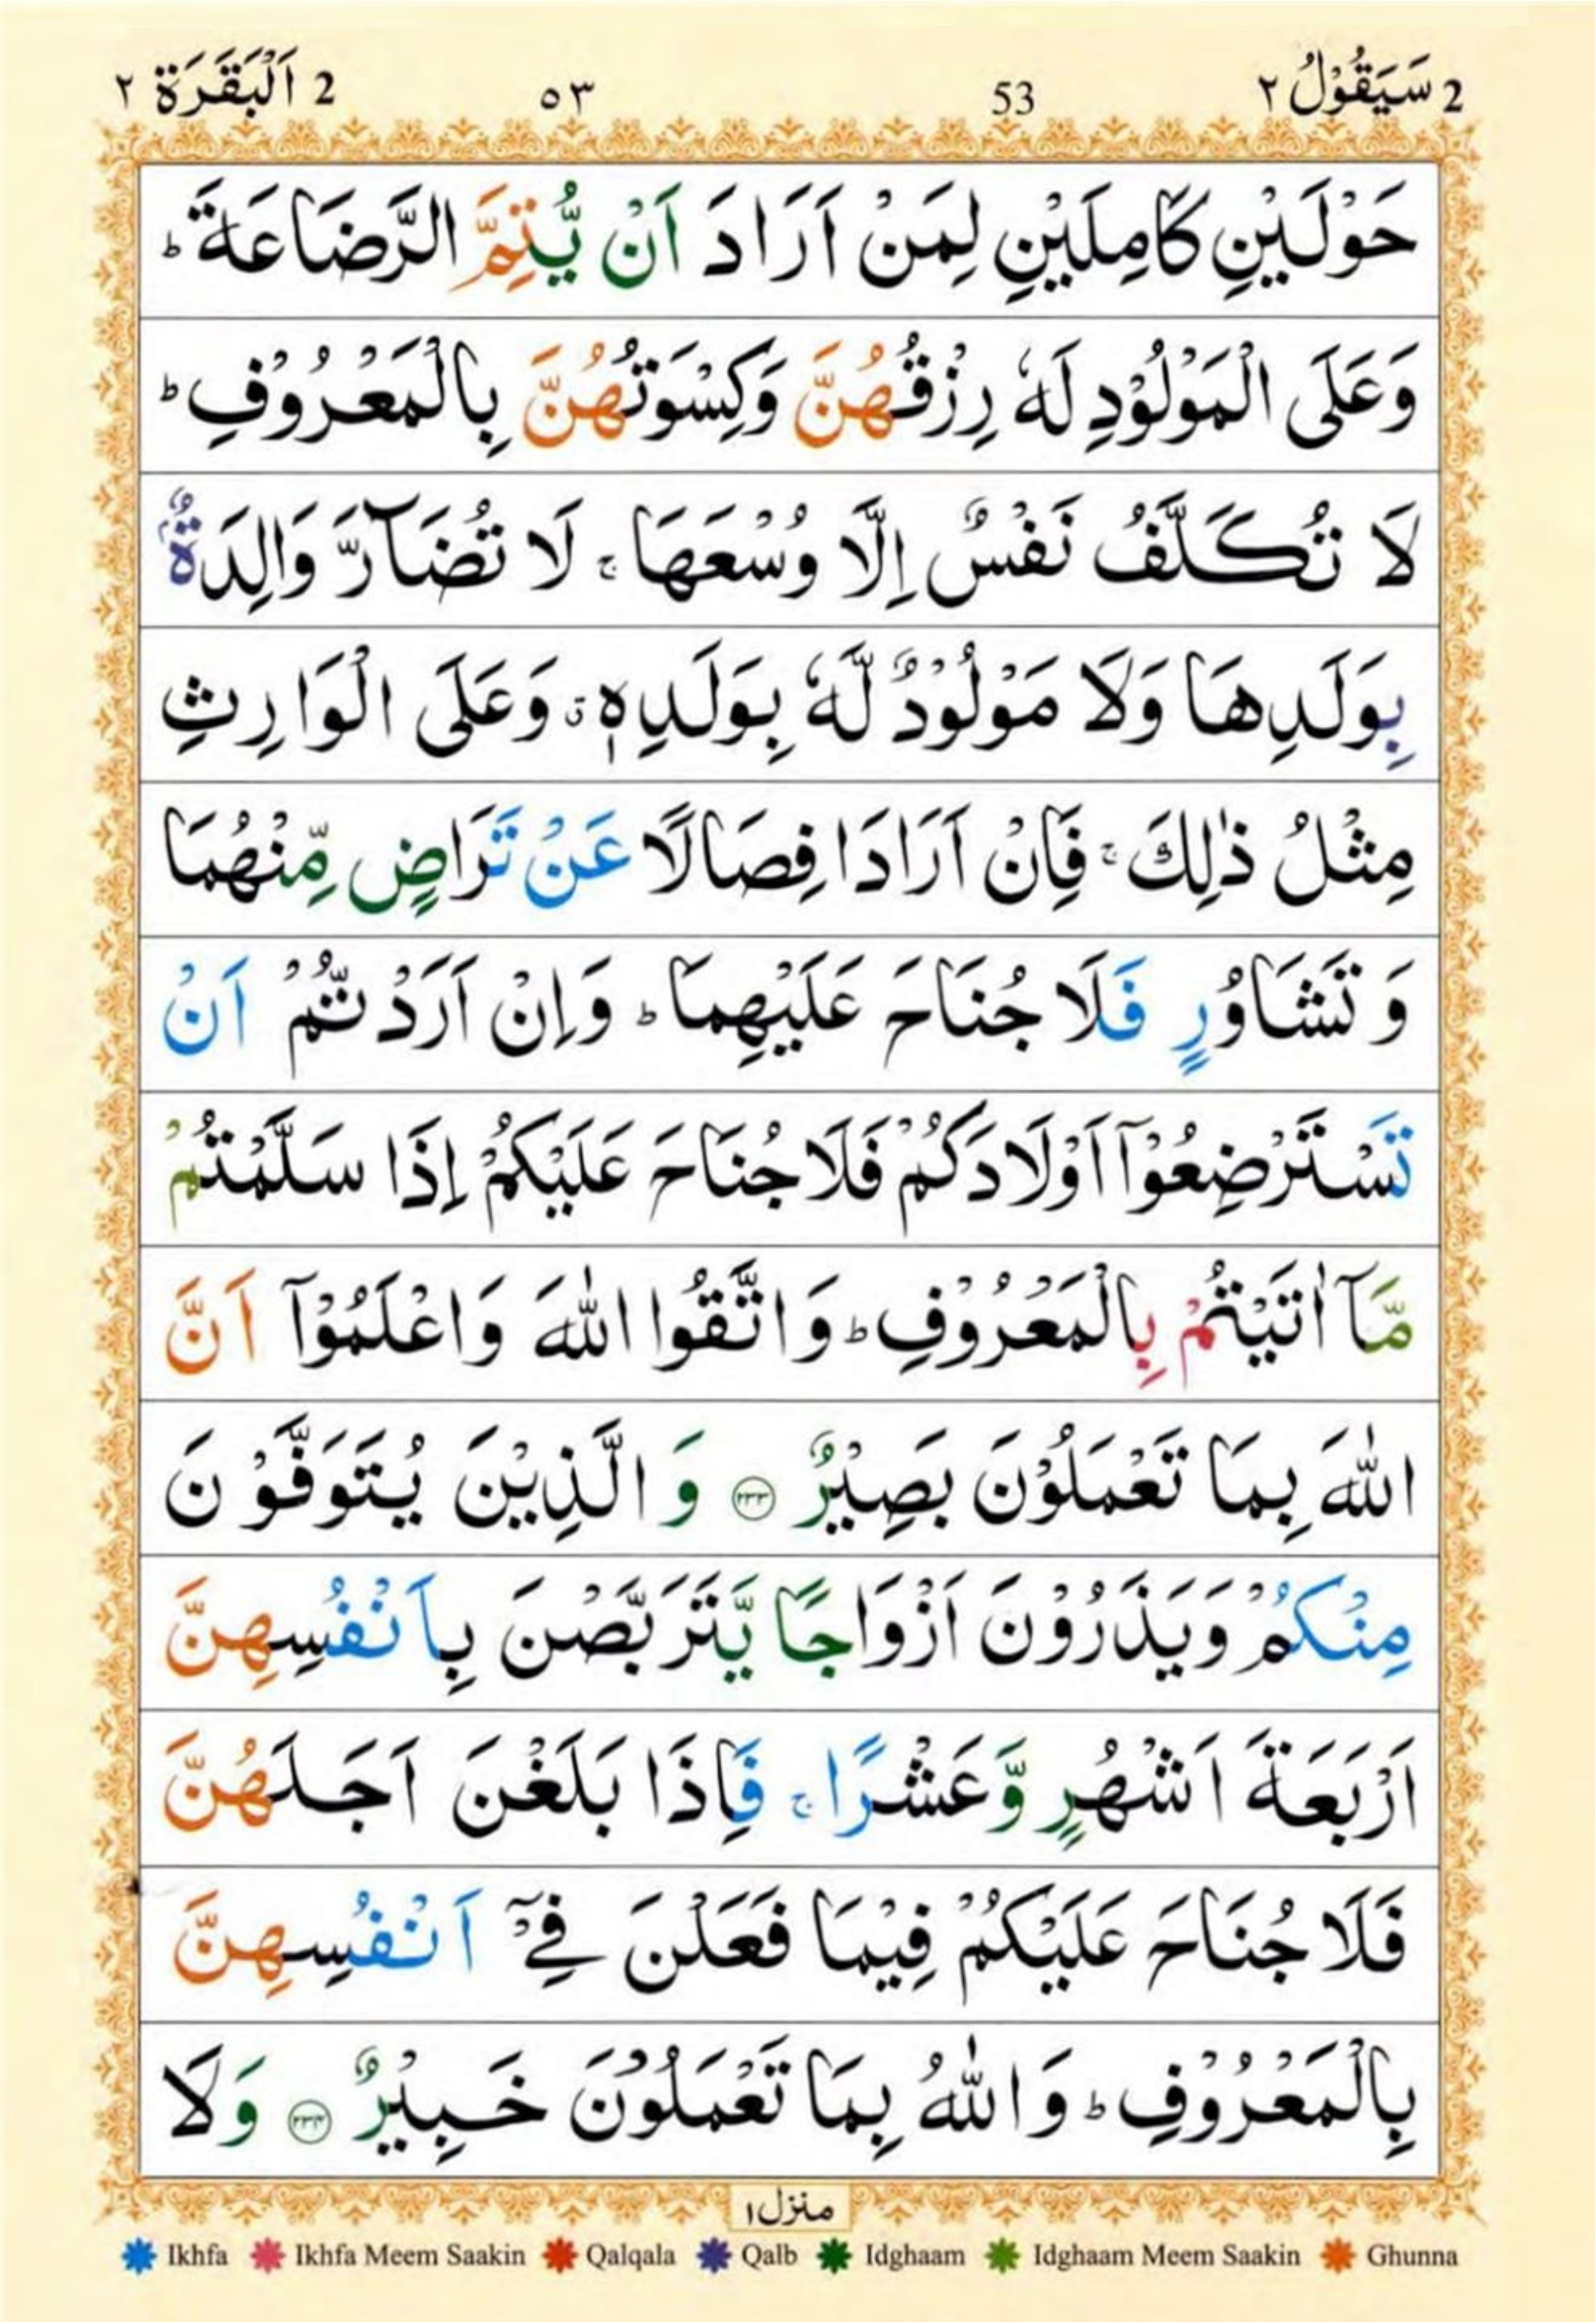 2 سَيَقُوْلُ ٢ 53 ٥٣ 2 اَلْبَقَرَة ٢
حَوْلَيْنِ كَامِلَيْنِ لِمَنْ اَرَادَ اَنْ يُّتِمَّ الرَّضَاعَةَ ؕ
وَعَلَى الْمَوْلُوْدِ لَهٗ رِزْقُهُنَّ وَكِسْوَتُهُنَّ بِالْمَعْرُوْفِ ؕ
لَا تُكَلَّفُ نَفْسٌ اِلَّا وُسْعَهَا ۚ لَا تُضَآرَّ وَالِدَةٌۢ
بِوَلَدِهَا وَلَا مَوْلُوْدٌ لَّهٗ بِوَلَدِهٖ ۗ وَعَلَى الْوَارِثِ
مِثْلُ ذٰلِكَ ۚ فَاِنْ اَرَادَا فِصَالًا عَنْ تَرَاضٍ مِّنْهُمَا
وَتَشَاوُرٍ فَلَا جُنَاحَ عَلَيْهِمَا ؕ وَاِنْ اَرَدْتُّمْ اَنْ
تَسْتَرْضِعُوْٓا اَوْلَادَكُمْ فَلَا جُنَاحَ عَلَيْكُمْ اِذَا سَلَّمْتُمْ
مَّآ اٰتَيْتُمْ بِالْمَعْرُوْفِ ؕ وَاتَّقُوا اللّٰهَ وَاعْلَمُوْٓا اَنَّ
اللّٰهَ بِمَا تَعْمَلُوْنَ بَصِيْرٌ ۝٢٣٣ وَالَّذِيْنَ يُتَوَفَّوْنَ
مِنْكُمْ وَيَذَرُوْنَ اَزْوَاجًا يَّتَرَبَّصْنَ بِاَنْفُسِهِنَّ
اَرْبَعَةَ اَشْهُرٍ وَّعَشْرًا ۚ فَاِذَا بَلَغْنَ اَجَلَهُنَّ
فَلَا جُنَاحَ عَلَيْكُمْ فِيْمَا فَعَلْنَ فِيْٓ اَنْفُسِهِنَّ
بِالْمَعْرُوْفِ ؕ وَاللّٰهُ بِمَا تَعْمَلُوْنَ خَبِيْرٌ ۝٢٣٤ وَلَا
منزل ١
Ikhfa Ikhfa Meem Saakin Qalqala Qalb Idghaam Idghaam Meem Saakin Ghunna